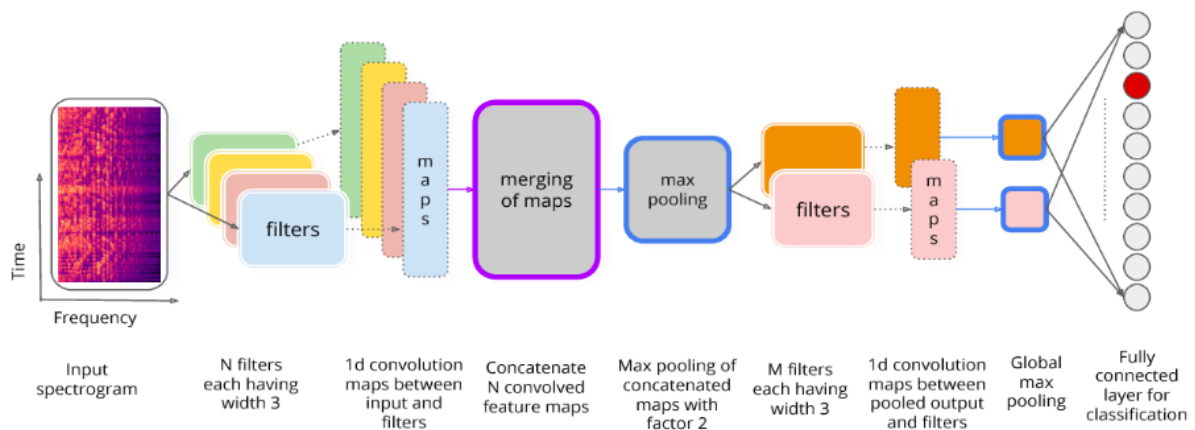 maps
filters
merging
of maps
max
pooling
filters
maps
Time
Frequency
Input
spectrogram
N filters
each having
width 3
1d convolution
maps between
input and
filters
Concatenate
N convolved
feature maps
Max pooling of
concatenated
maps with
factor 2
M filters
each having
width 3
1d convolution
maps between
pooled output
and filters
Global
max
pooling
Fully
connected
layer for
classification